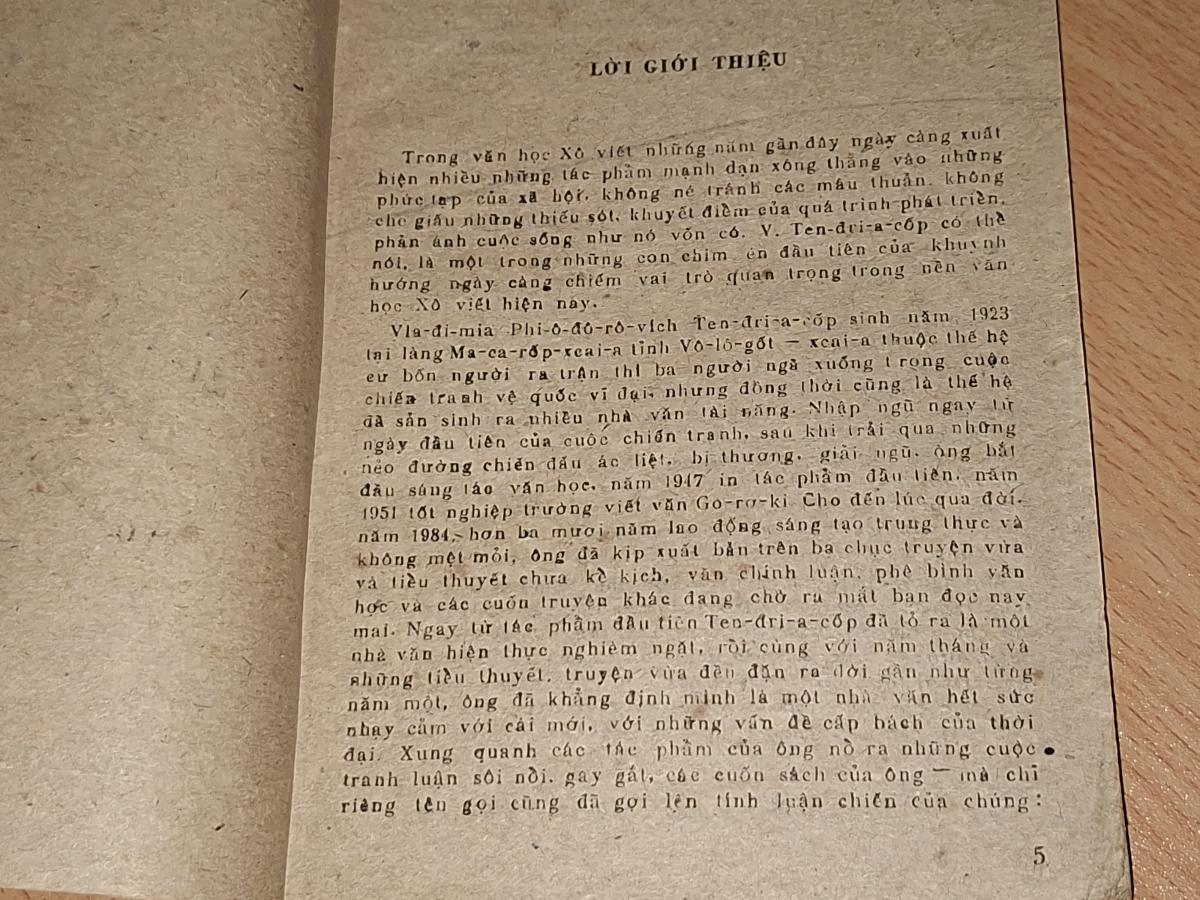 LỜI GIỚI THIỆU
Trong văn học Xô viết những năm gần đây ngày càng xuất
hiện nhiều những tác phẩm mạnh dạn xông thẳng vào những
phức tạp của xã hội, không né tránh các mâu thuẫn, không
che giấu những thiếu sót, khuyết điểm của quá trình phát triển,
phản ánh cuộc sống như nó vốn có. V. Ten-đri-a-cốp có thể
nói, là một trong những con chim én đầu tiên của khuynh
hướng ngày càng chiếm vai trò quan trọng trong nền văn
học Xô viết hiện nay.
Vla-đi-mia Phi-ô-đô-rô-vích Ten-đri-a-cốp sinh năm 1923
tại làng Ma-ca-rốp-xcai-a tỉnh Vô-lô-gốt — xcai-a thuộc thế hệ
cứ bốn người ra trận thì ba người ngã xuống trong cuộc
chiến tranh vệ quốc vĩ đại, nhưng đồng thời cũng là thế hệ
đã sản sinh ra nhiều nhà văn tài năng. Nhập ngũ ngay từ
ngày đầu tiên của cuộc chiến tranh, sau khi trải qua những
nẻo đường chiến đấu ác liệt, bị thương, giải ngũ, ông bắt
đầu sáng tác văn học, năm 1947 in tác phẩm đầu tiên, năm
1951 tốt nghiệp trường viết văn Go-rơ-ki. Cho đến lúc qua đời,
năm 1984, hơn ba mươi năm lao động sáng tạo trung thực và
không mệt mỏi, ông đã kịp xuất bản trên ba chục truyện vừa
và tiểu thuyết chưa kể kịch, văn chính luận, phê bình văn
học và các cuốn truyện khác đang chờ ra mắt bạn đọc nay
mai. Ngay từ tác phẩm đầu tiên Ten-đri-a-cốp đã tỏ ra là một
nhà văn hiện thực nghiêm ngặt, rồi cùng với năm tháng và
những tiểu thuyết, truyện vừa đều đặn ra đời gần như từng
năm một, ông đã khẳng định mình là một nhà văn hết sức
nhạy cảm với cái mới, với những vấn đề cấp bách của thời
đại. Xung quanh các tác phẩm của ông nổ ra những cuộc
tranh luận sôi nổi, gay gắt, các cuốn sách của ông — mà chỉ
riêng tên gọi cũng đã gợi lên tính luận chiến của chúng:
5